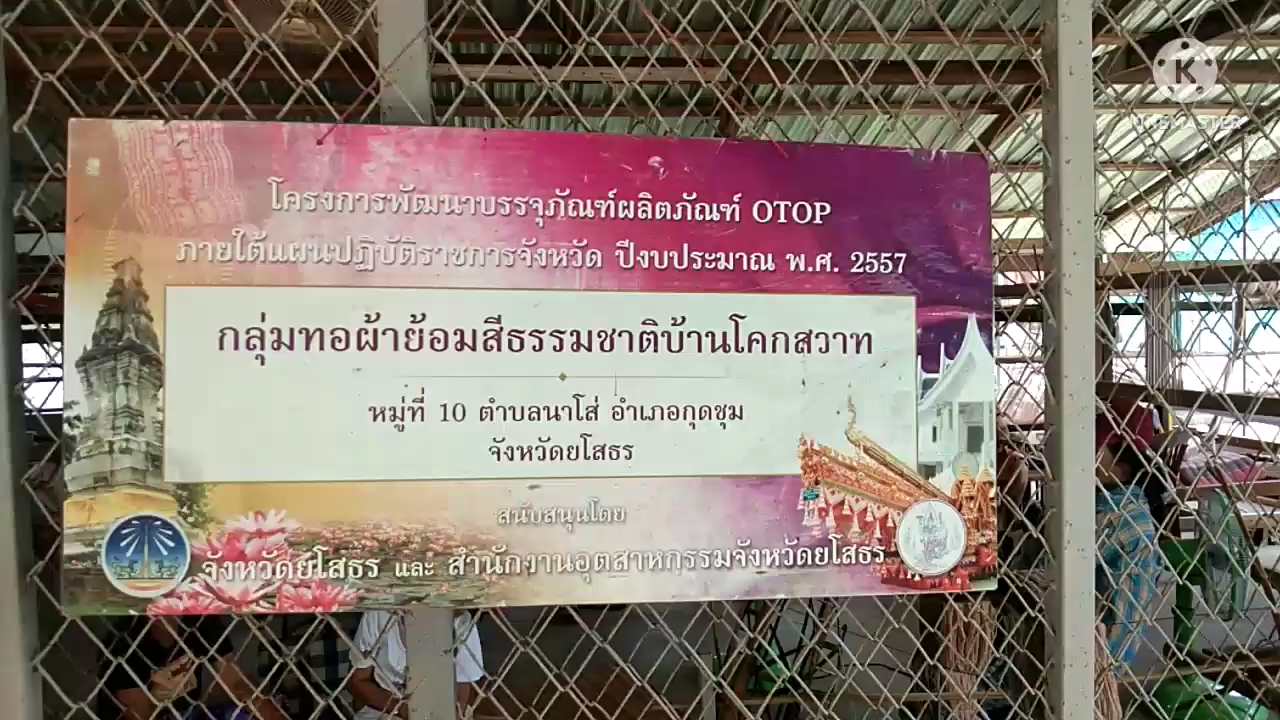 K
KINEMASTER
โครงการพัฒนาบรรจุภัณฑ์ผลิตภัณฑ์ OTOP
ภายใต้แผนปฏิบัติราชการจังหวัด ปีงบประมาณ พ.ศ. 2557
กลุ่มทอผ้าย้อมสีธรรมชาติบ้านโคกสวาท
หมู่ที่ 10 ตำบลนาโส่ อำเภอกุดชุม
จังหวัดยโสธร
สนับสนุนโดย
จังหวัดยโสธร และ สำนักงานอุตสาหกรรมจังหวัดยโสธร